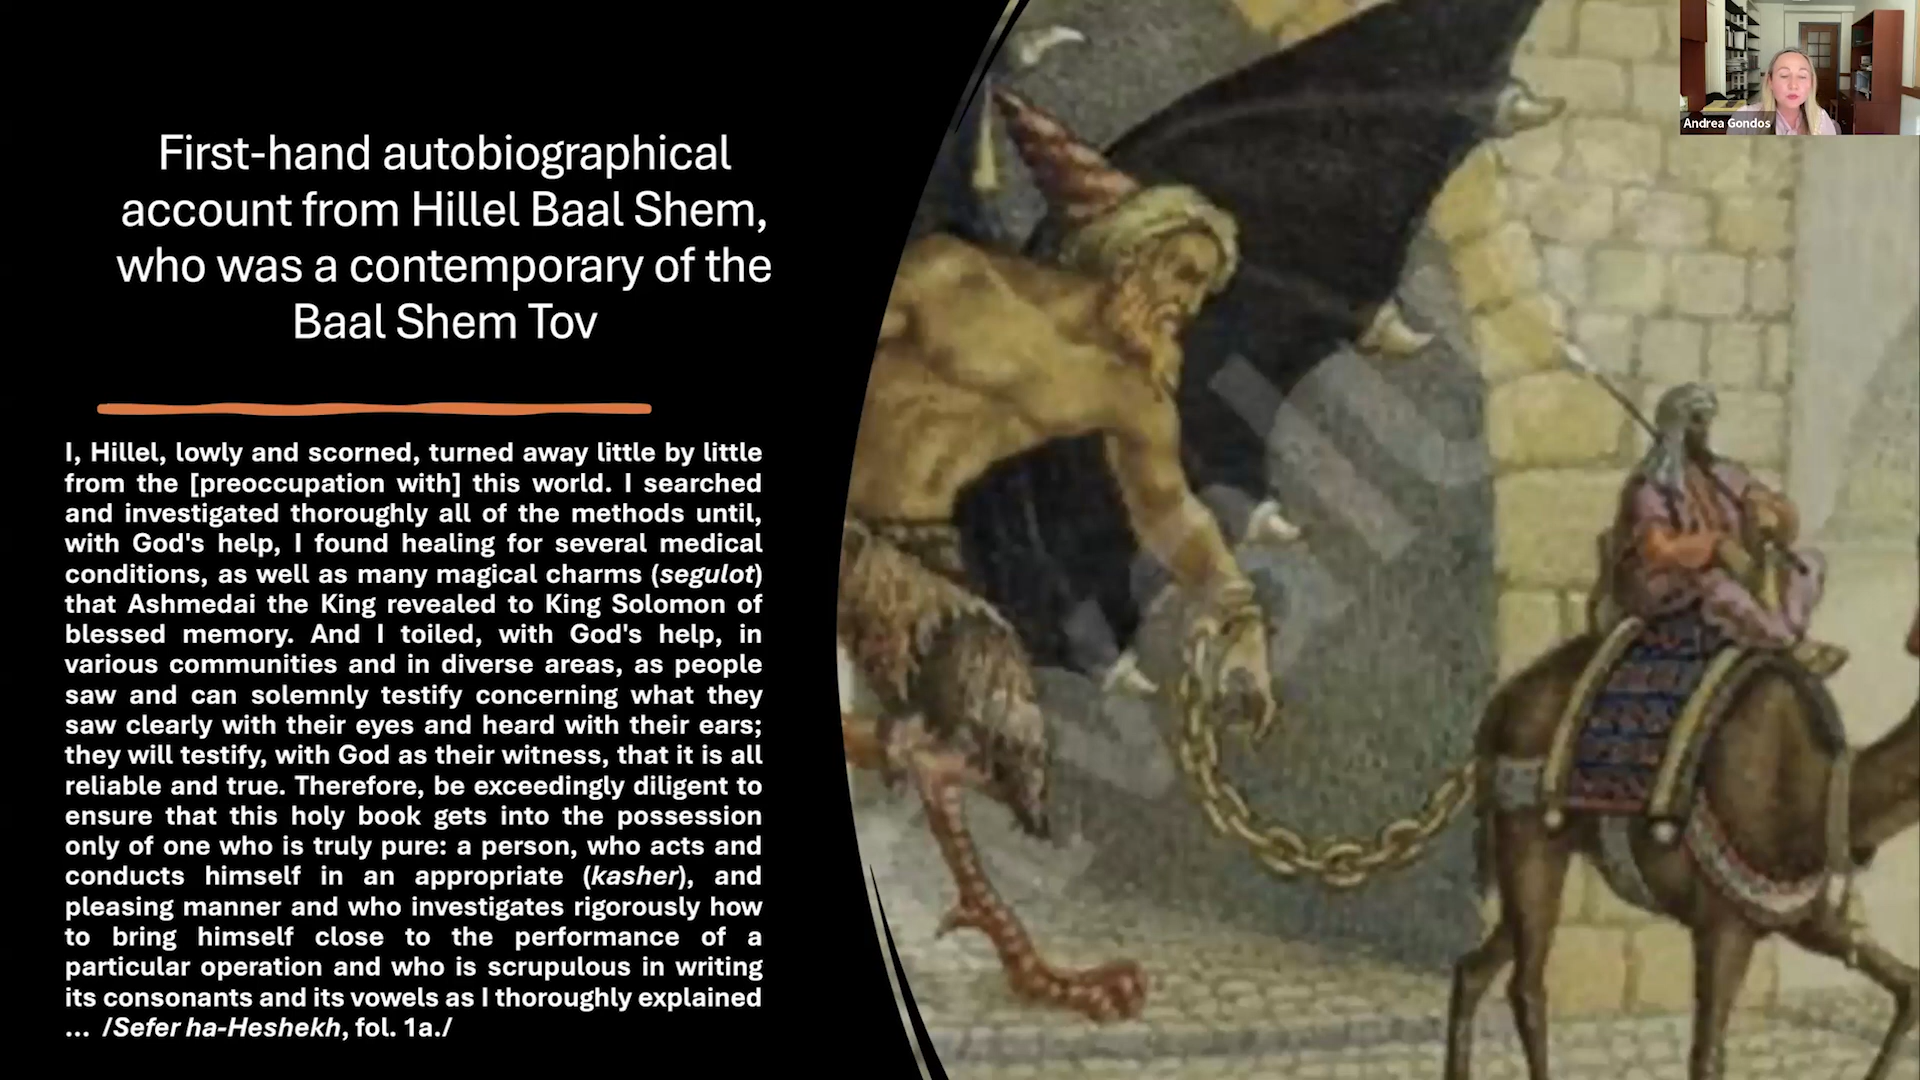 First-hand autobiographical
account from Hillel Baal Shem,
who was a contemporary of the
Baal Shem Tov
I, Hillel, lowly and scorned, turned away little by little
from the [preoccupation with] this world. I searched
and investigated thoroughly all of the methods until,
with God's help, I found healing for several medical
conditions, as well as many magical charms (segulot)
that Ashmedai the King revealed to King Solomon of
blessed memory. And I toiled, with God's help, in
various communities and in diverse areas, as people
saw and can solemnly testify concerning what they
saw clearly with their eyes and heard with their ears;
they will testify, with God as their witness, that it is all
reliable and true. Therefore, be exceedingly diligent to
ensure that this holy book gets into the possession
only of one who is truly pure: a person, who acts and
conducts himself in an appropriate (kasher), and
pleasing manner and who investigates rigorously how
to bring himself close to the performance of a
particular operation and who is scrupulous in writing
its consonants and its vowels as I thoroughly explained
... /Sefer ha-Heshekh, fol. 1a./
Andrea Gondos